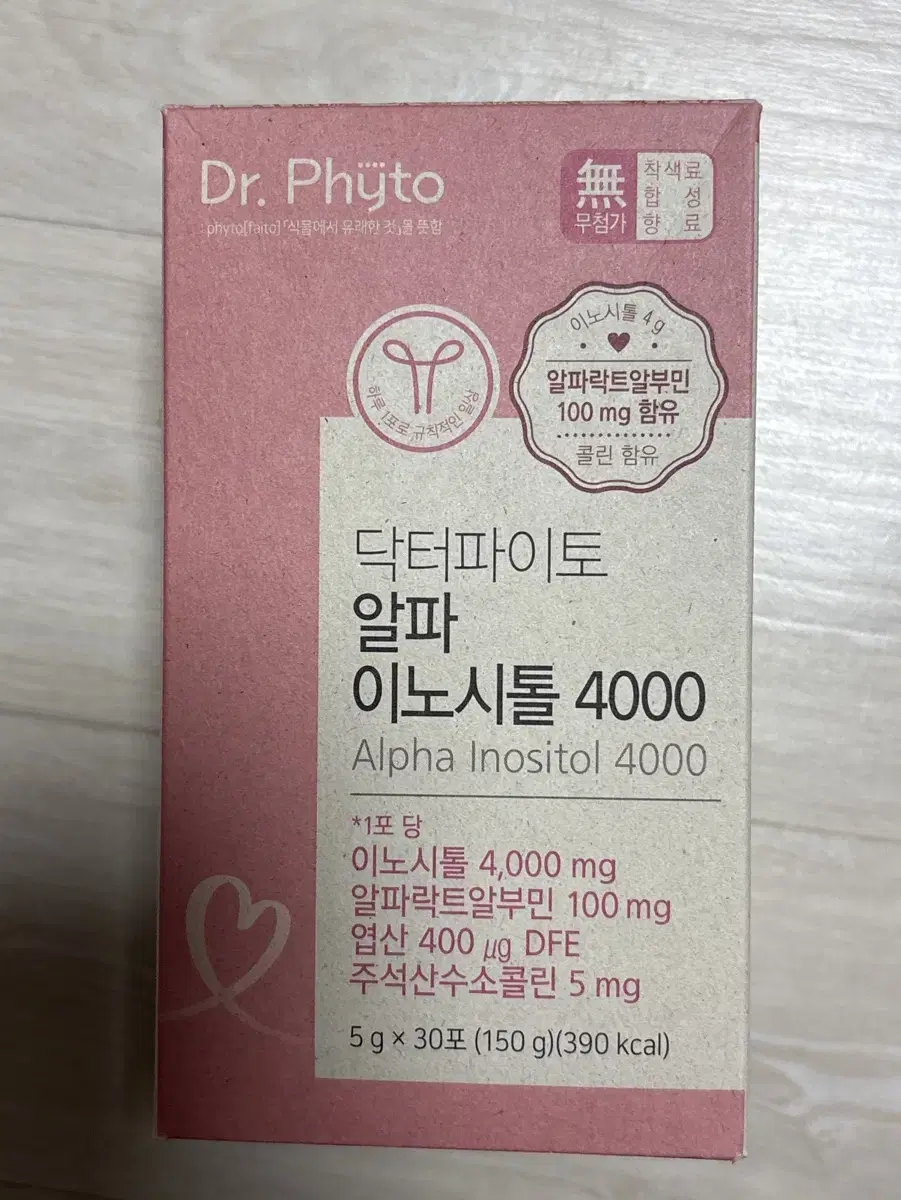 Dr. Phyto
: phyto[faito]「식물에서 유래한 것」을 뜻함
無
무첨가
착색료
합성
향료
하루 1포로 규칙적인 일상
이노시톨 4g
알파락트알부민
100 mg 함유
콜린 함유
닥터파이토
알파
이노시톨 4000
Alpha Inositol 4000
*1포 당
이노시톨 4,000 mg
알파락트알부민 100 mg
엽산 400 μg DFE
주석산수소콜린 5 mg
5 g × 30포 (150 g)(390 kcal)